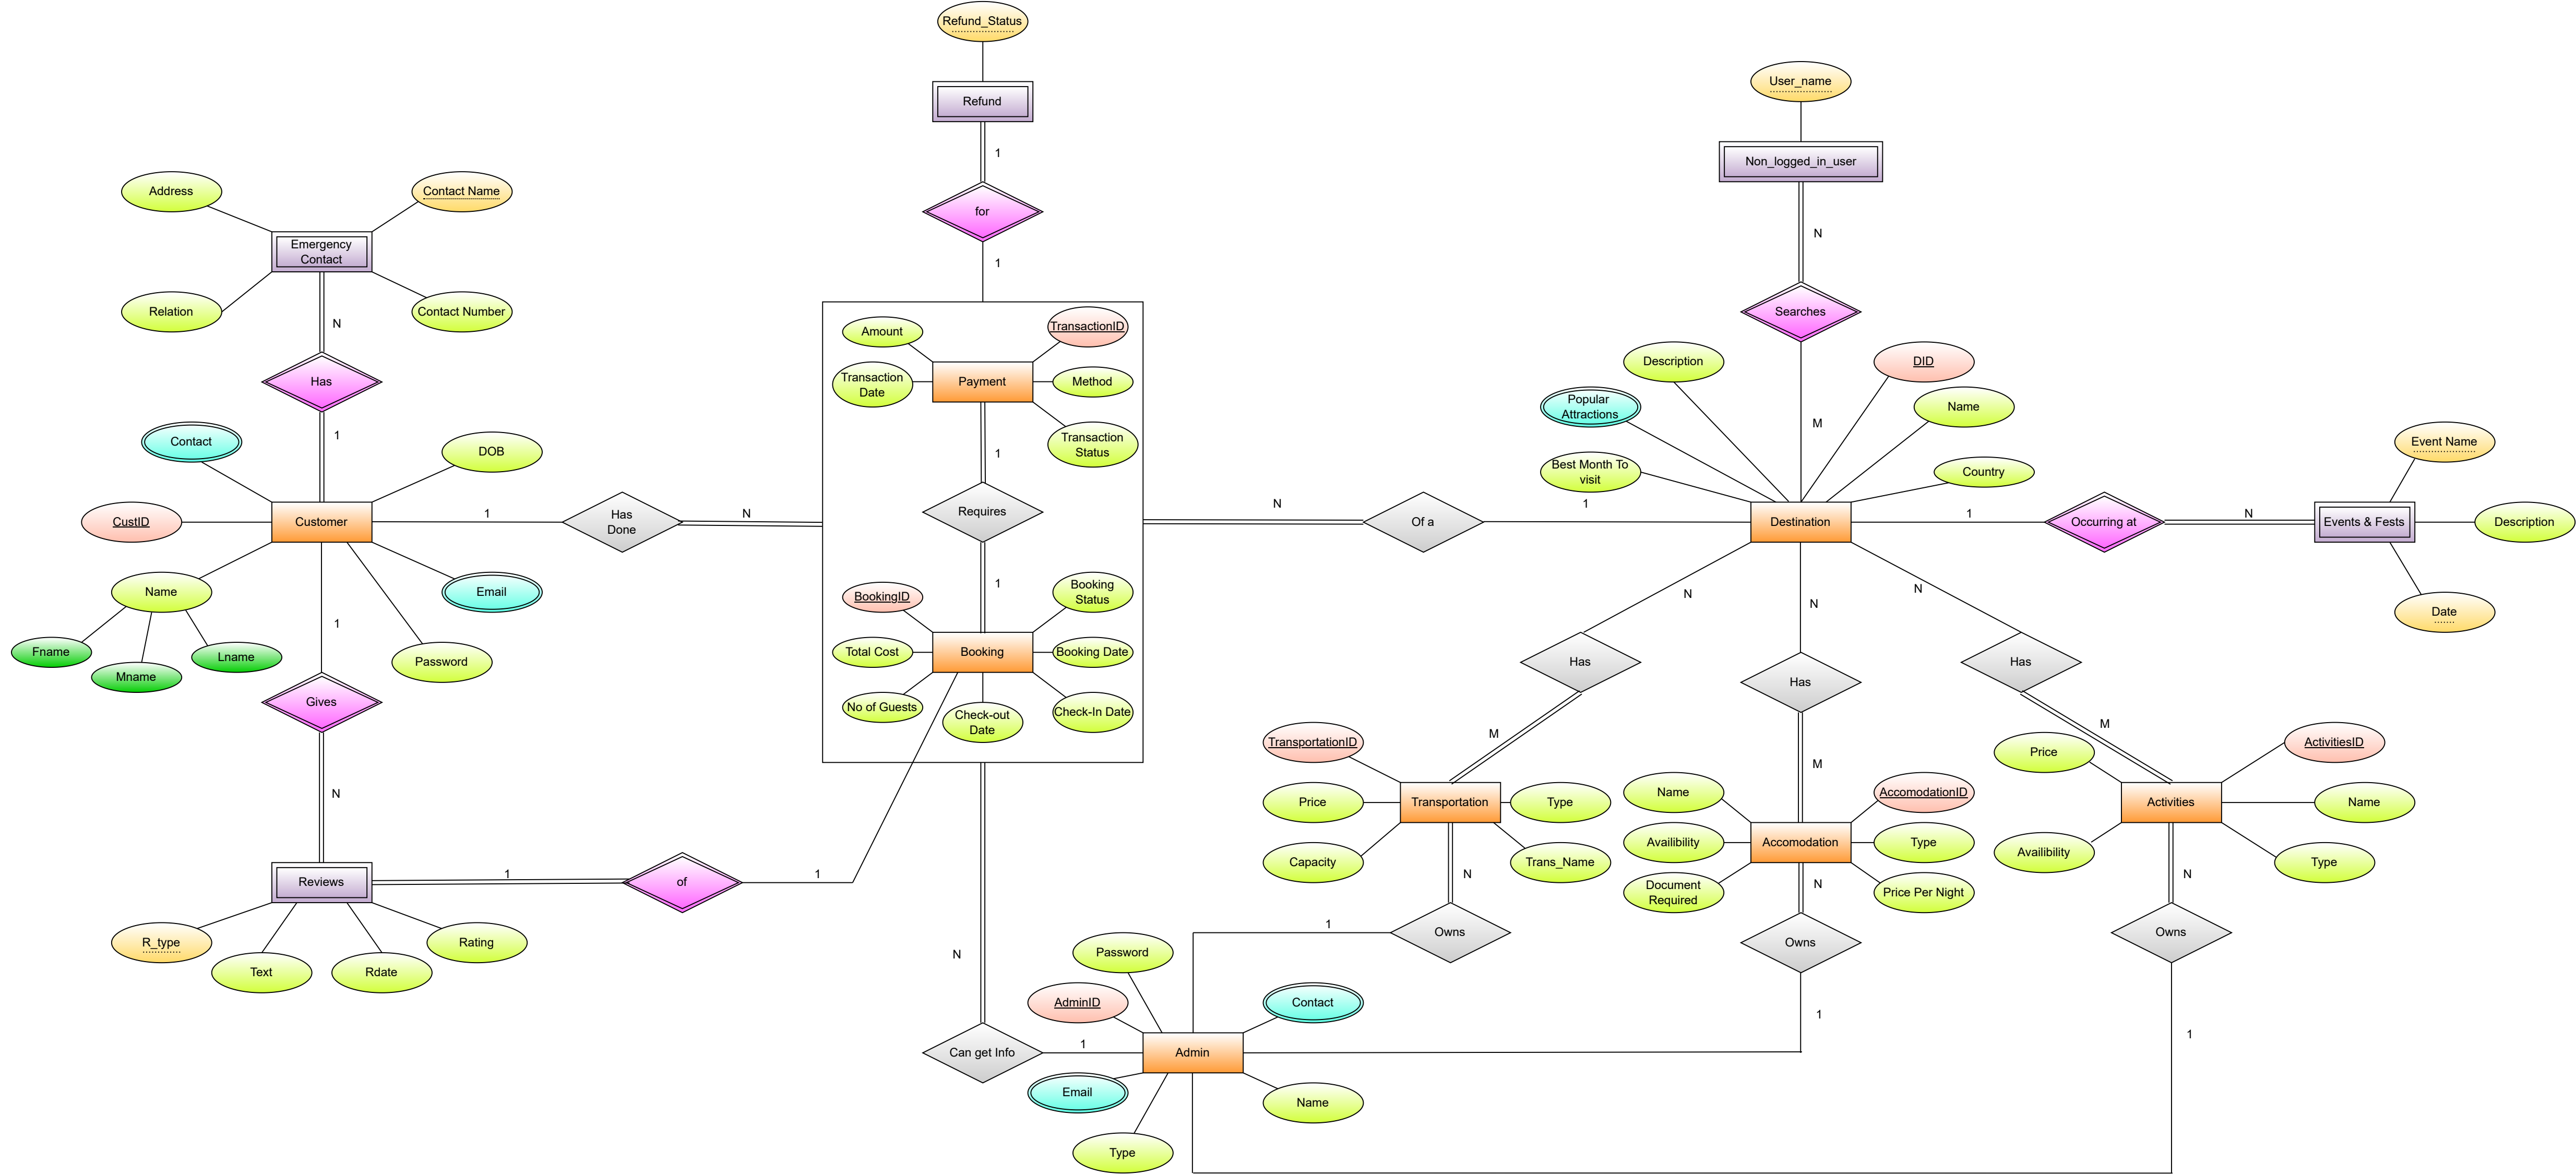 Refund_Status
Refund
1
for
1
User_name
Non_logged_in_user
N
Searches
M
Address
Contact Name
Emergency
Contact
Relation
Contact Number
N
Has
1
Contact
DOB
CustID
Customer
Name
Email
Fname
Mname
Lname
Password
1
Has
Done
N
1
Gives
N
Reviews
R_type
Text
Rdate
Rating
1
of
1
Amount
TransactionID
Transaction
Date
Payment
Method
Transaction
Status
1
Requires
1
BookingID
Booking
Status
Total Cost
Booking
Booking Date
No of Guests
Check-out
Date
Check-In Date
N
Of a
1
Description
DID
Popular
Attractions
Name
Best Month To
visit
Country
Destination
1
Occurring at
N
Events & Fests
Event Name
Description
Date
N
Has
M
N
Has
M
N
Has
M
TransportationID
Price
Transportation
Type
Capacity
Trans_Name
Name
AccomodationID
Availibility
Accomodation
Type
Document
Required
Price Per Night
Price
ActivitiesID
Activities
Name
Availibility
Type
N
Owns
1
N
Owns
1
N
Owns
1
N
Can get Info
1
Password
AdminID
Contact
Admin
Email
Name
Type